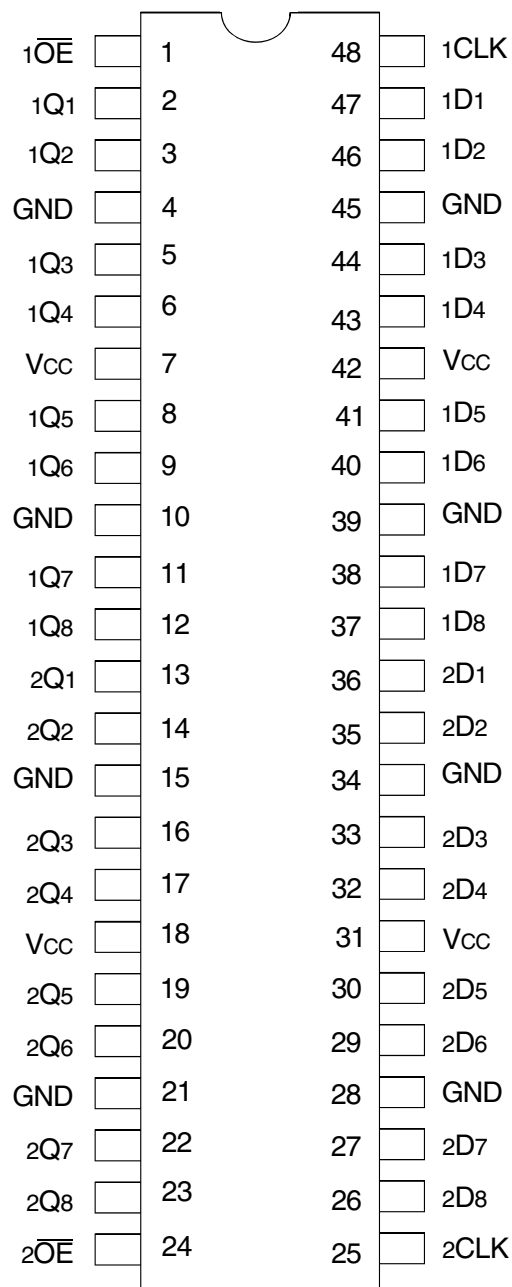 1O̅E̅ 1 48 1CLK
1Q1 2 47 1D1
1Q2 3 46 1D2
GND 4 45 GND
1Q3 5 44 1D3
1Q4 6 43 1D4
VCC 7 42 VCC
1Q5 8 41 1D5
1Q6 9 40 1D6
GND 10 39 GND
1Q7 11 38 1D7
1Q8 12 37 1D8
2Q1 13 36 2D1
2Q2 14 35 2D2
GND 15 34 GND
2Q3 16 33 2D3
2Q4 17 32 2D4
VCC 18 31 VCC
2Q5 19 30 2D5
2Q6 20 29 2D6
GND 21 28 GND
2Q7 22 27 2D7
2Q8 23 26 2D8
2O̅E̅ 24 25 2CLK